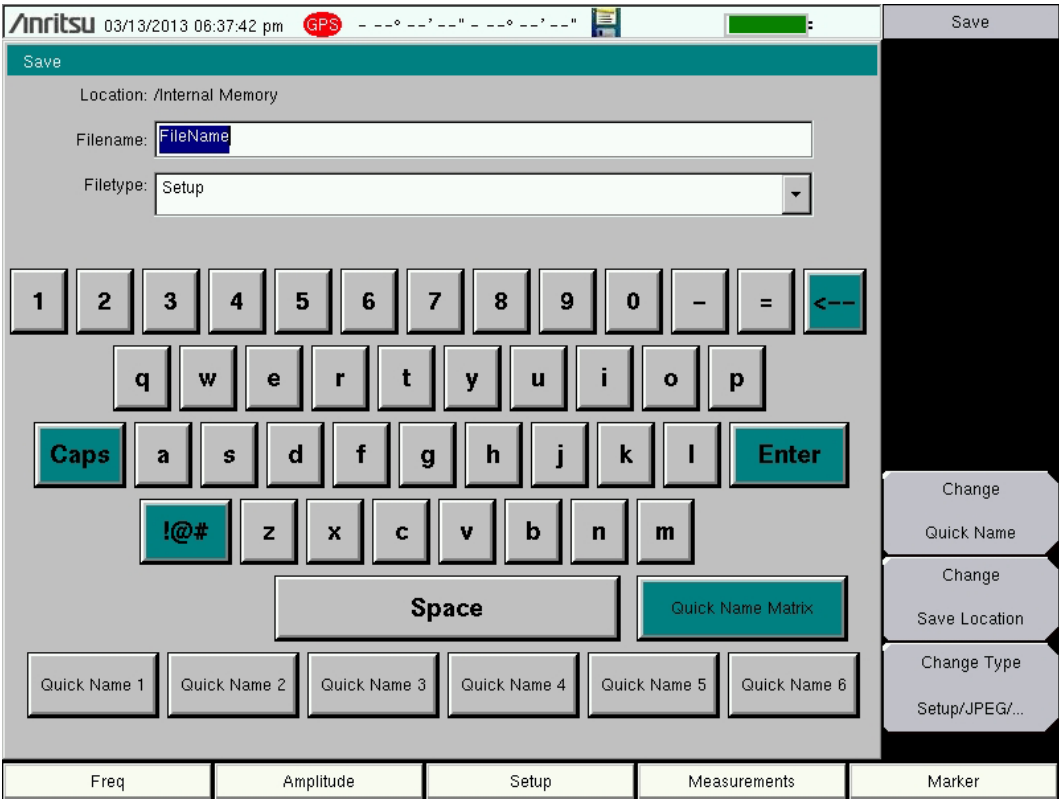 Anritsu 03/13/2013 06:37:42 pm GPS - --° --'--" - --° --'--" Save
Save
Location: /Internal Memory
Filename: FileName
Filetype: Setup
1 2 3 4 5 6 7 8 9 0 - = <--
q w e r t y u i o p
Caps a s d f g h j k l Enter
!@# z x c v b n m
Space Quick Name Matrix
Quick Name 1 Quick Name 2 Quick Name 3 Quick Name 4 Quick Name 5 Quick Name 6
Change
Quick Name
Change
Save Location
Change Type
Setup/JPEG/...
Freq Amplitude Setup Measurements Marker